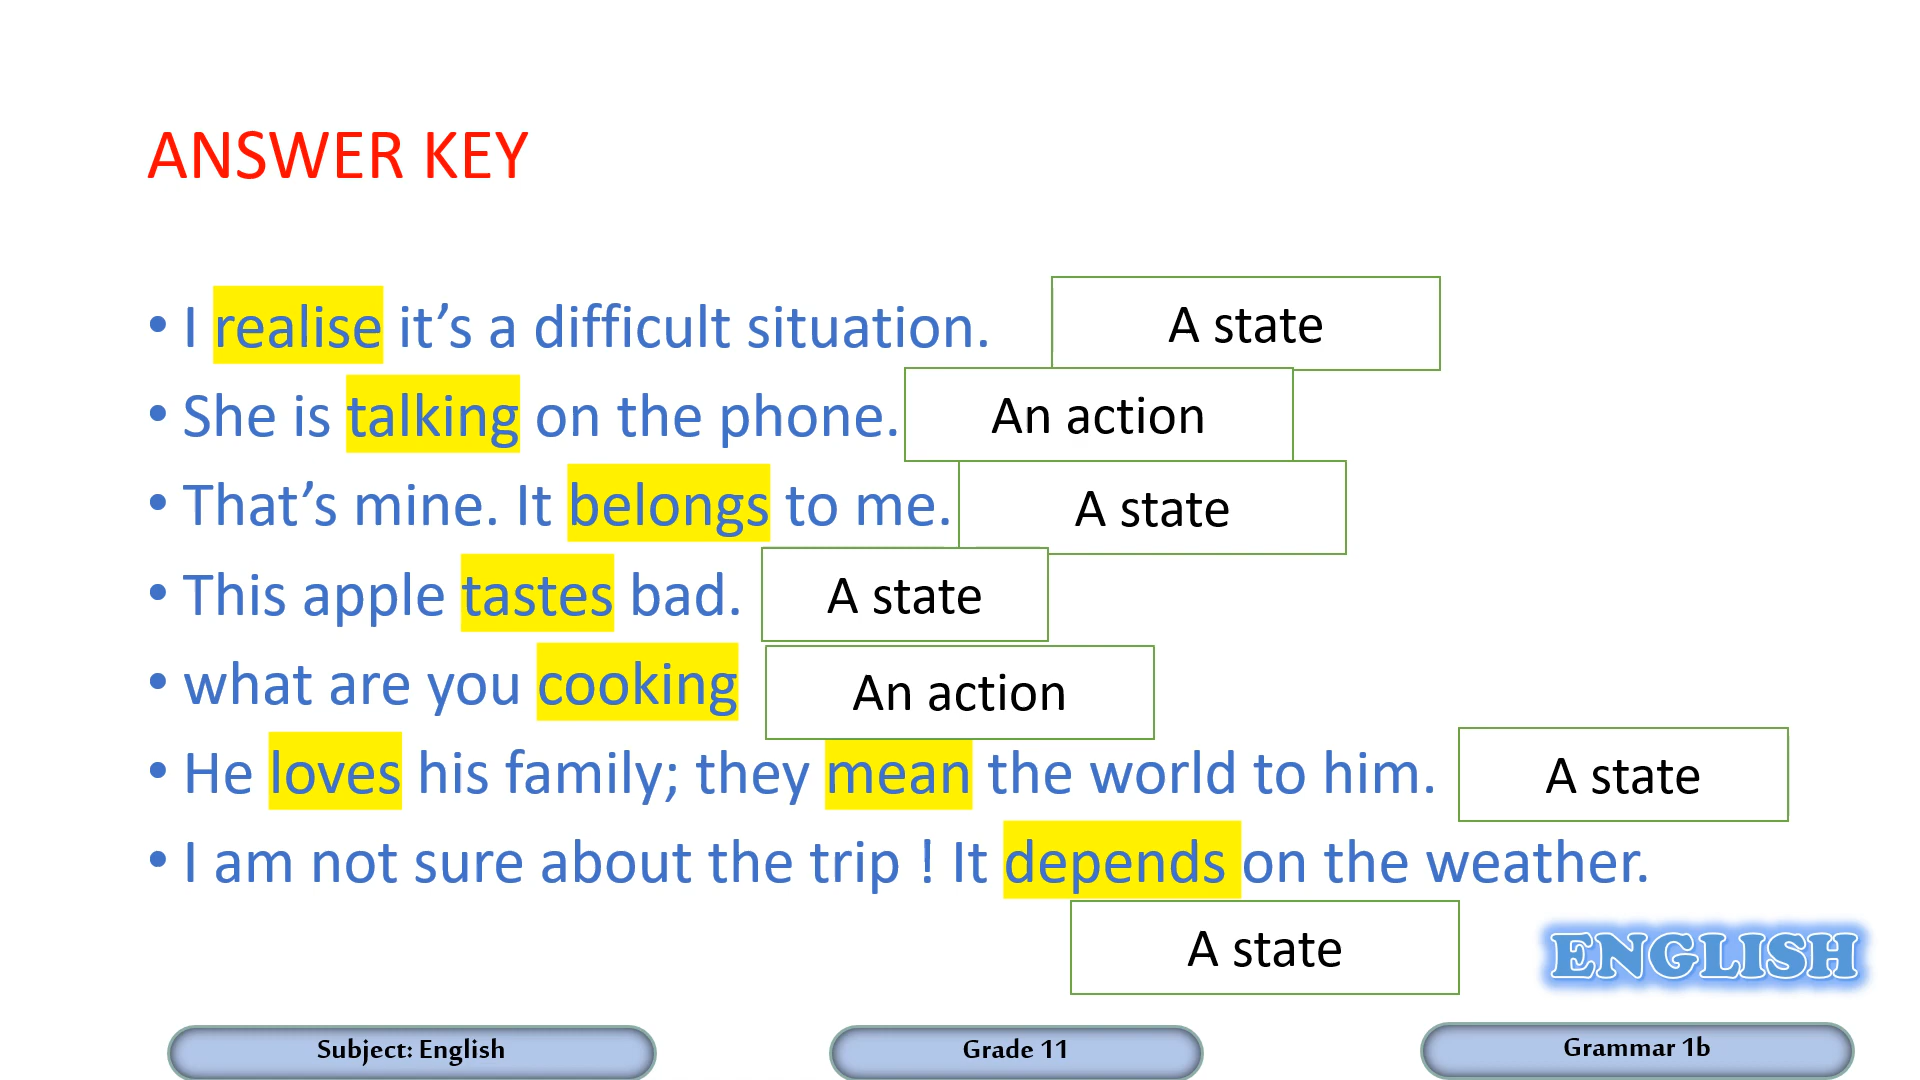 ANSWER KEY
• I realise it’s a difficult situation. A state
• She is talking on the phone. An action
• That’s mine. It belongs to me. A state
• This apple tastes bad. A state
• what are you cooking An action
• He loves his family; they mean the world to him. A state
• I am not sure about the trip ! It depends on the weather.
A state
ENGLISH
Subject: English Grade 11 Grammar 1b